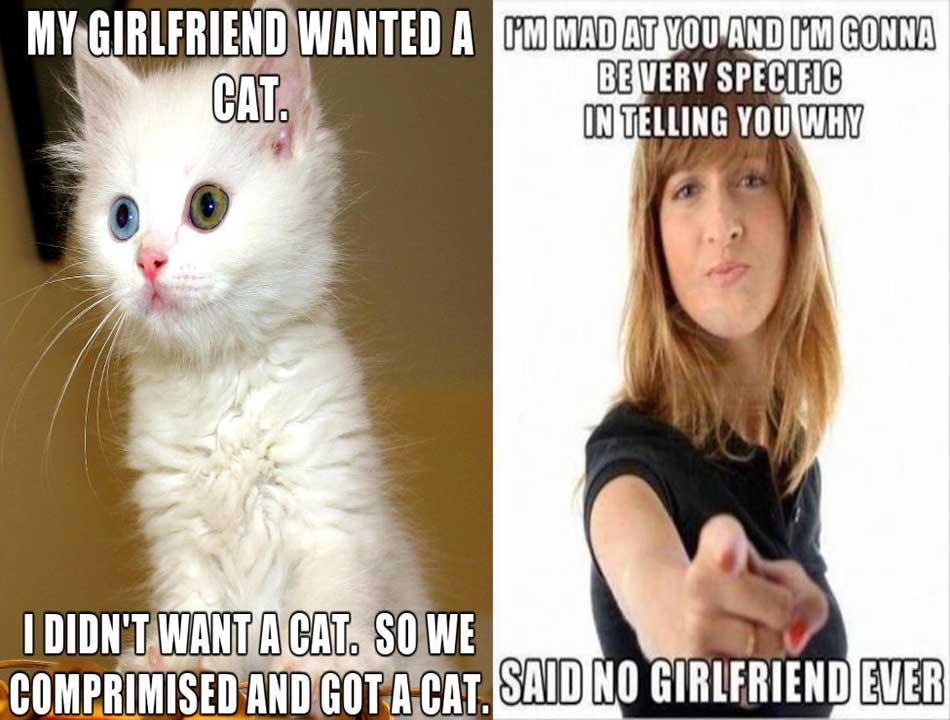 MY GIRLFRIEND WANTED A
CAT.
I DIDN'T WANT A CAT. SO WE
COMPRIMISED AND GOT A CAT.
I'M MAD AT YOU AND I'M GONNA
BE VERY SPECIFIC
IN TELLING YOU WHY
SAID NO GIRLFRIEND EVER